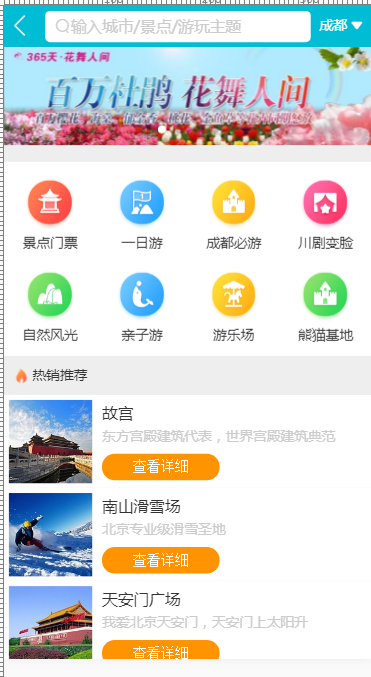 输入城市/景点/游玩主题
成都
365天·花舞人间
百万杜鹃 花舞人间
景点门票
一日游
成都必游
川剧变脸
自然风光
亲子游
游乐场
熊猫基地
热销推荐
故宫
东方宫殿建筑代表，世界宫殿建筑典范
查看详细
南山滑雪场
北京专业级滑雪圣地
查看详细
天安门广场
我爱北京天安门，天安门上太阳升
查看详细